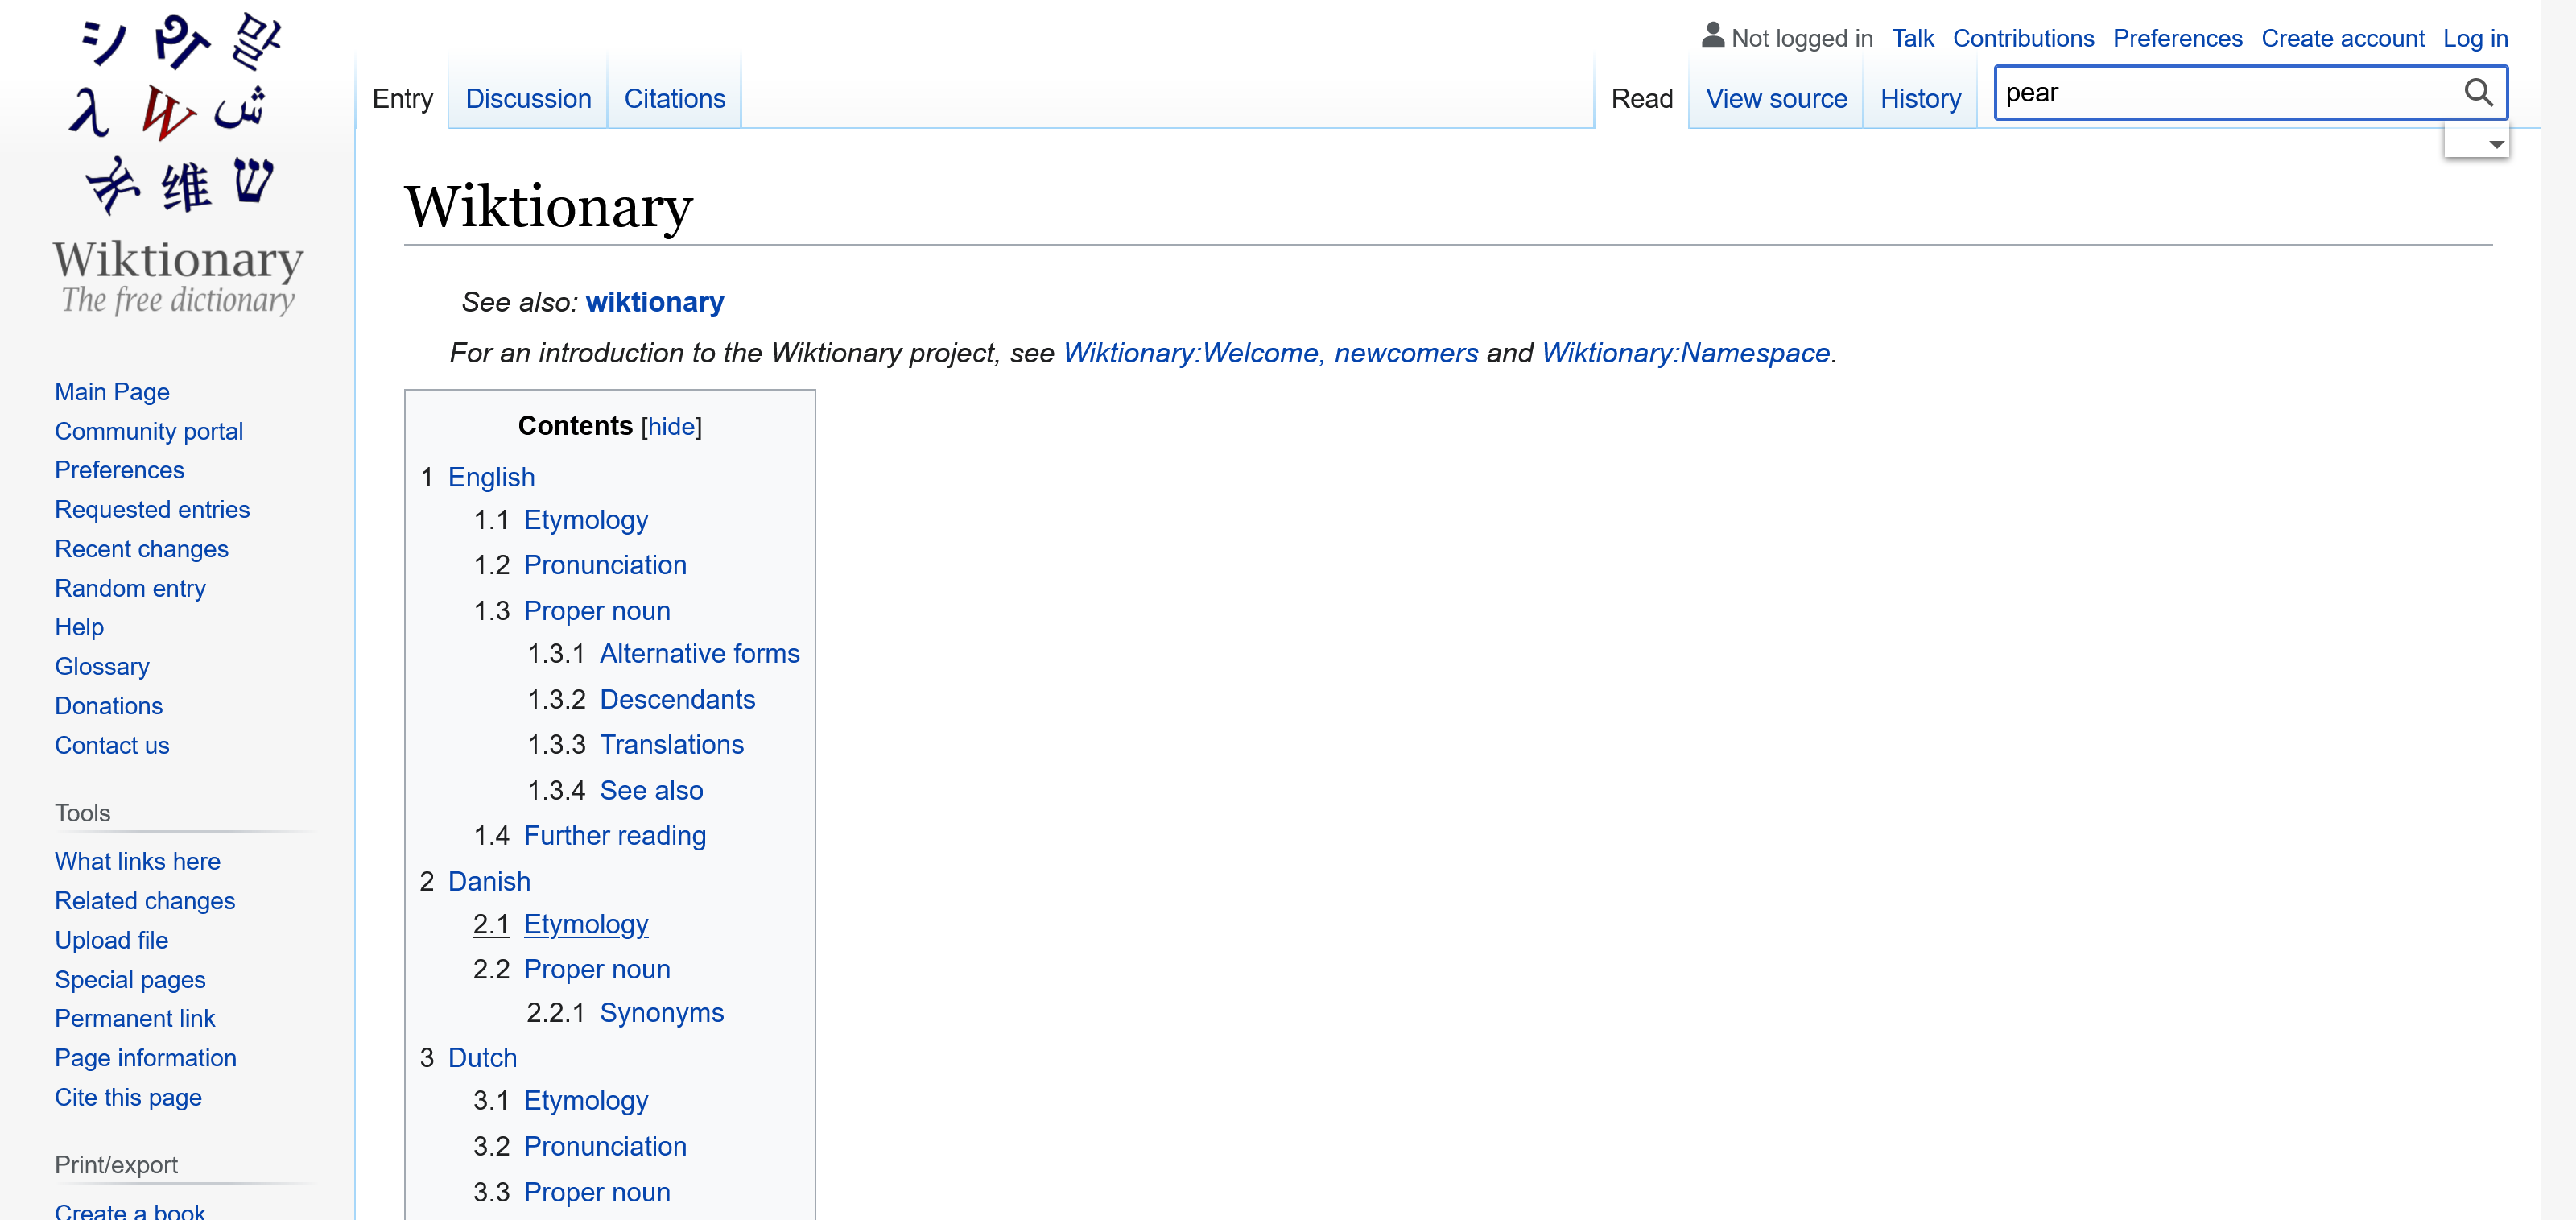 Wiktionary
The free dictionary
Main Page
Community portal
Preferences
Requested entries
Recent changes
Random entry
Help
Glossary
Donations
Contact us
Tools
What links here
Related changes
Upload file
Special pages
Permanent link
Page information
Cite this page
Print/export
Create a book
Not logged in Talk Contributions Preferences Create account Log in
Entry Discussion Citations Read View source History pear
Wiktionary
See also: wiktionary
For an introduction to the Wiktionary project, see Wiktionary:Welcome, newcomers and Wiktionary:Namespace.
Contents [hide]
1 English
1.1 Etymology
1.2 Pronunciation
1.3 Proper noun
1.3.1 Alternative forms
1.3.2 Descendants
1.3.3 Translations
1.3.4 See also
1.4 Further reading
2 Danish
2.1 Etymology
2.2 Proper noun
2.2.1 Synonyms
3 Dutch
3.1 Etymology
3.2 Pronunciation
3.3 Proper noun